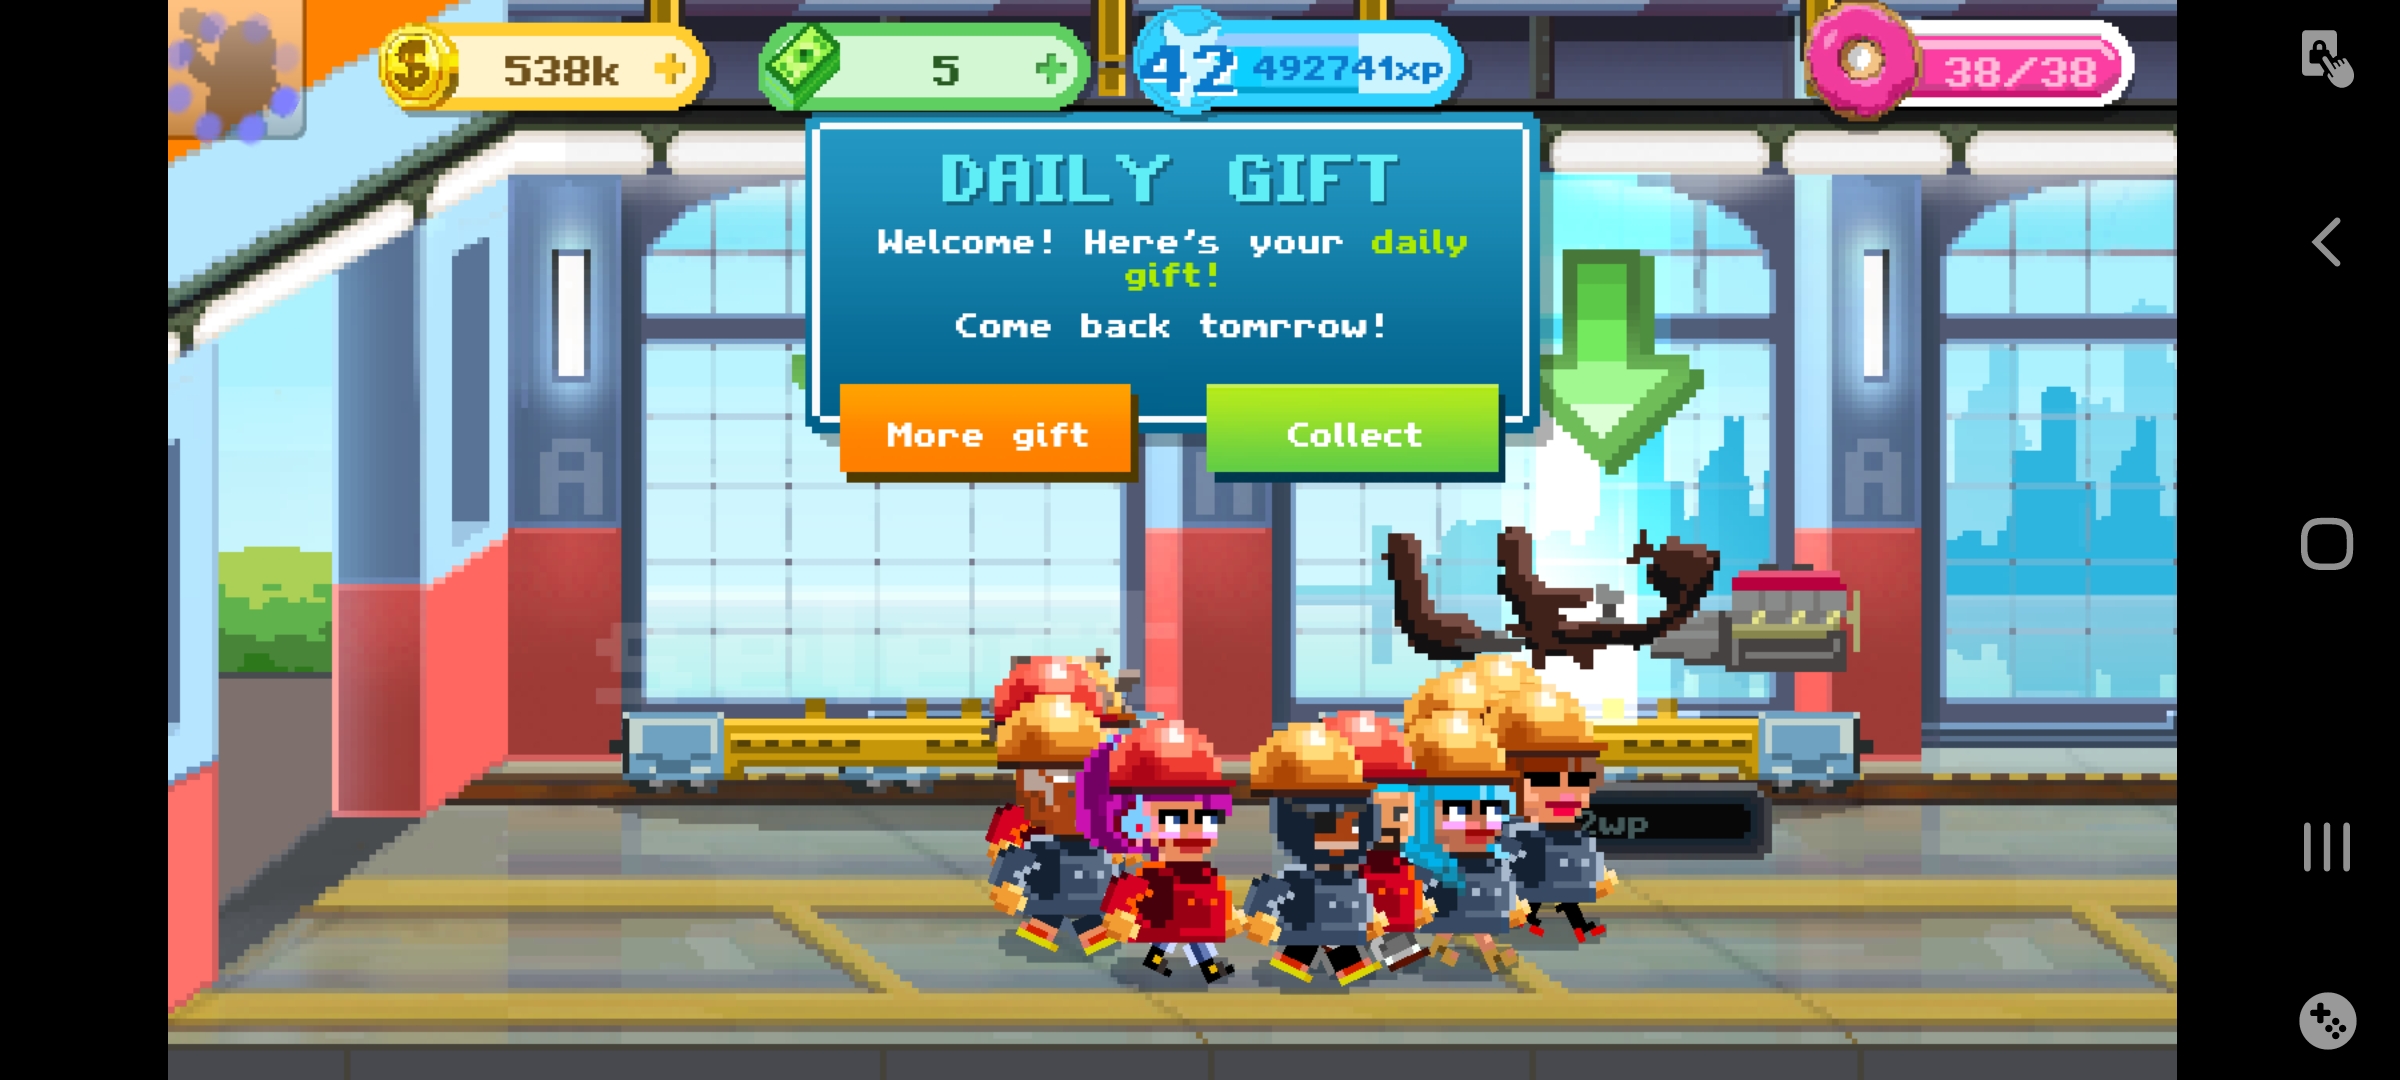 538k
5
42 492741xp
38/38
DAILY GIFT
Welcome! Here's your daily
gift!
Come back tomrrow!
More gift
Collect
A
A
2wp